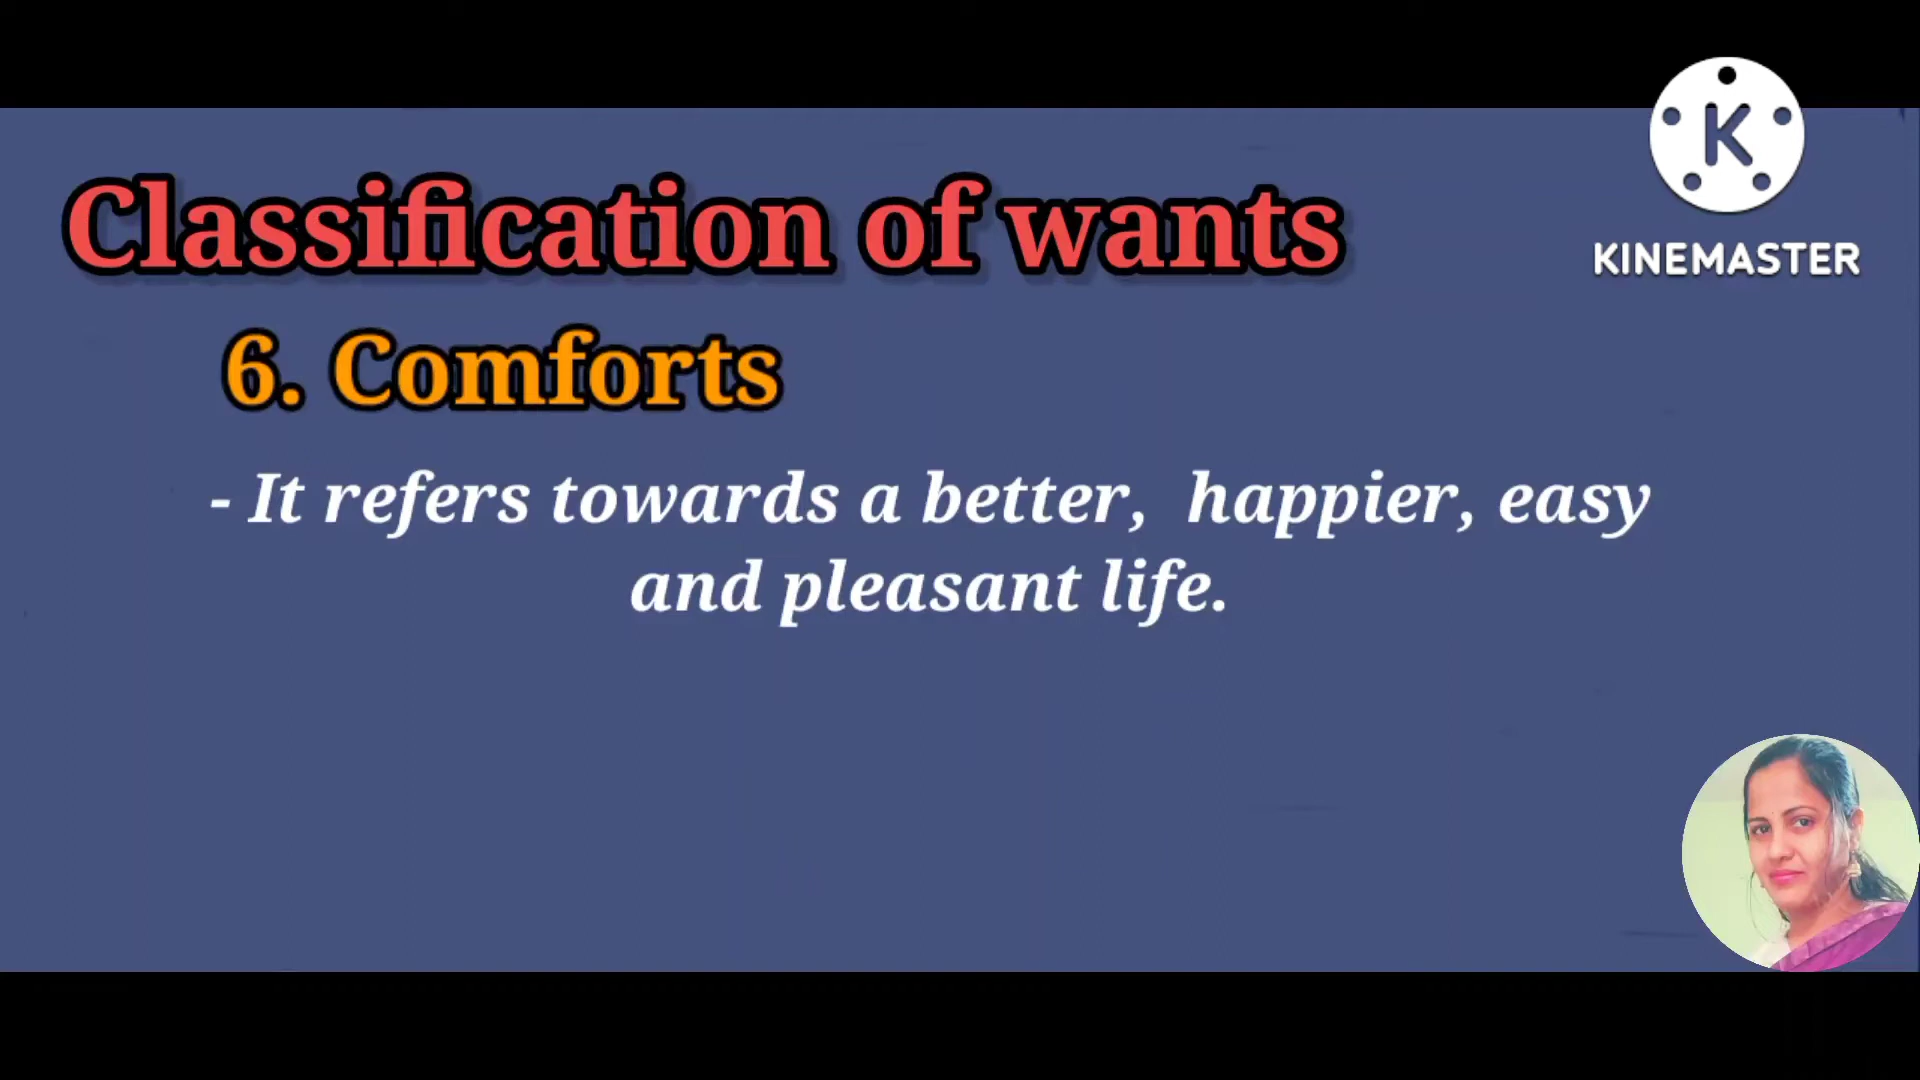 K
KINEMASTER
Classification of wants
6. Comforts
- It refers towards a better, happier, easy
and pleasant life.